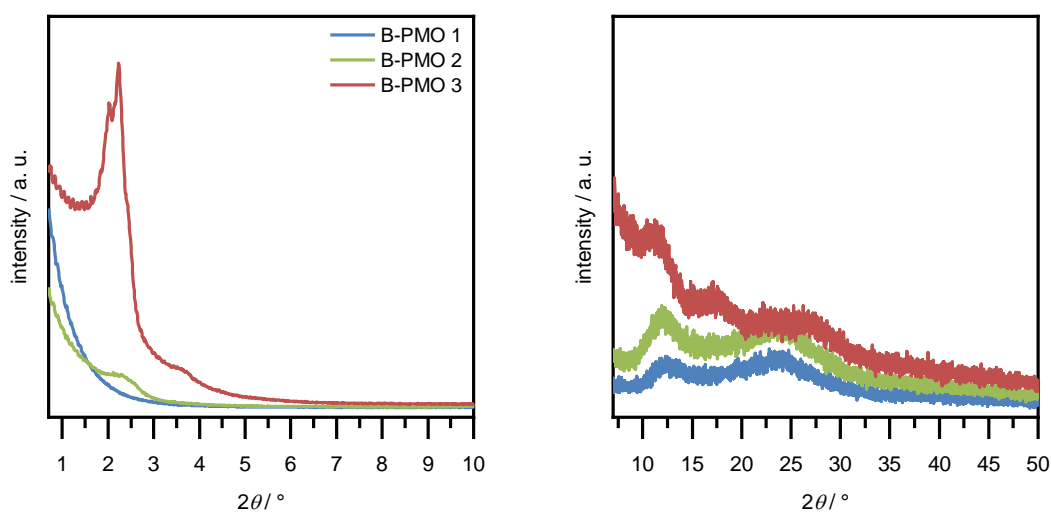 B-PMO 1
B-PMO 2
B-PMO 3
intensity / a. u.
1 2 3 4 5 6 7 8 9 10
2θ / °
intensity / a. u.
10 15 20 25 30 35 40 45 50
2θ / °